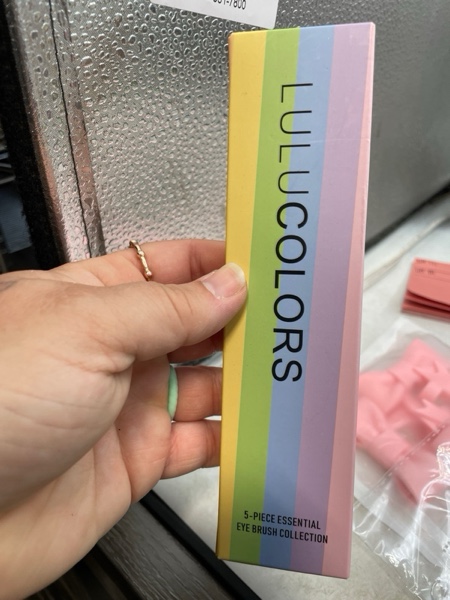 LULUCOLORS
5-PIECE ESSENTIAL
EYE BRUSH COLLECTION